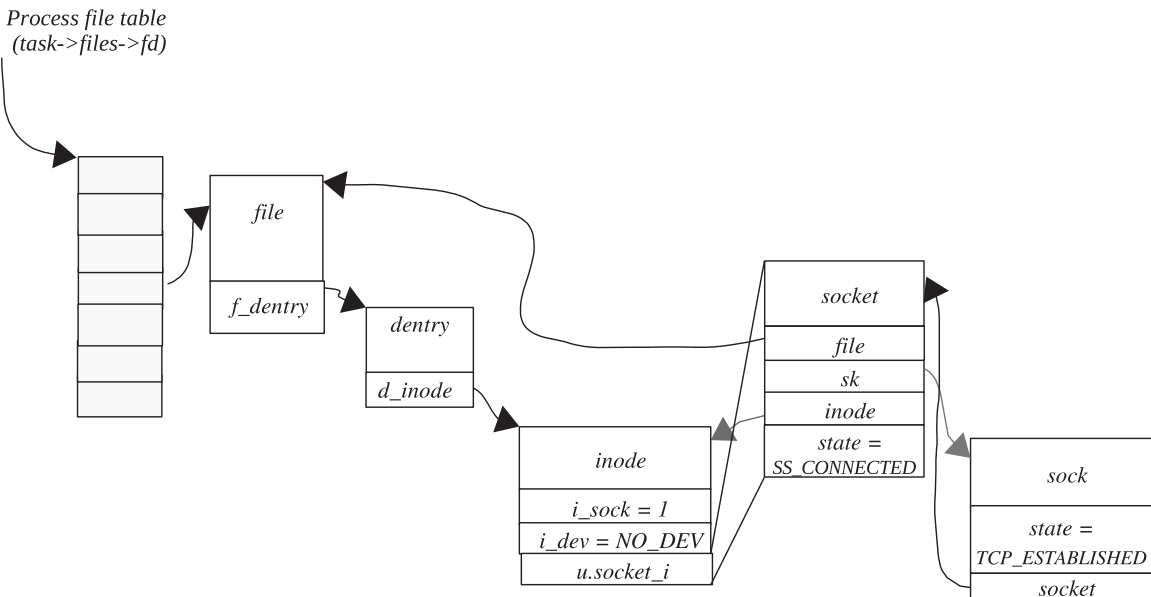 Process file table
(task->files->fd)
file
f_dentry
dentry
d_inode
inode
i_sock = 1
i_dev = NO_DEV
u.socket_i
socket
file
sk
inode
state =
SS_CONNECTED
sock
state =
TCP_ESTABLISHED
socket